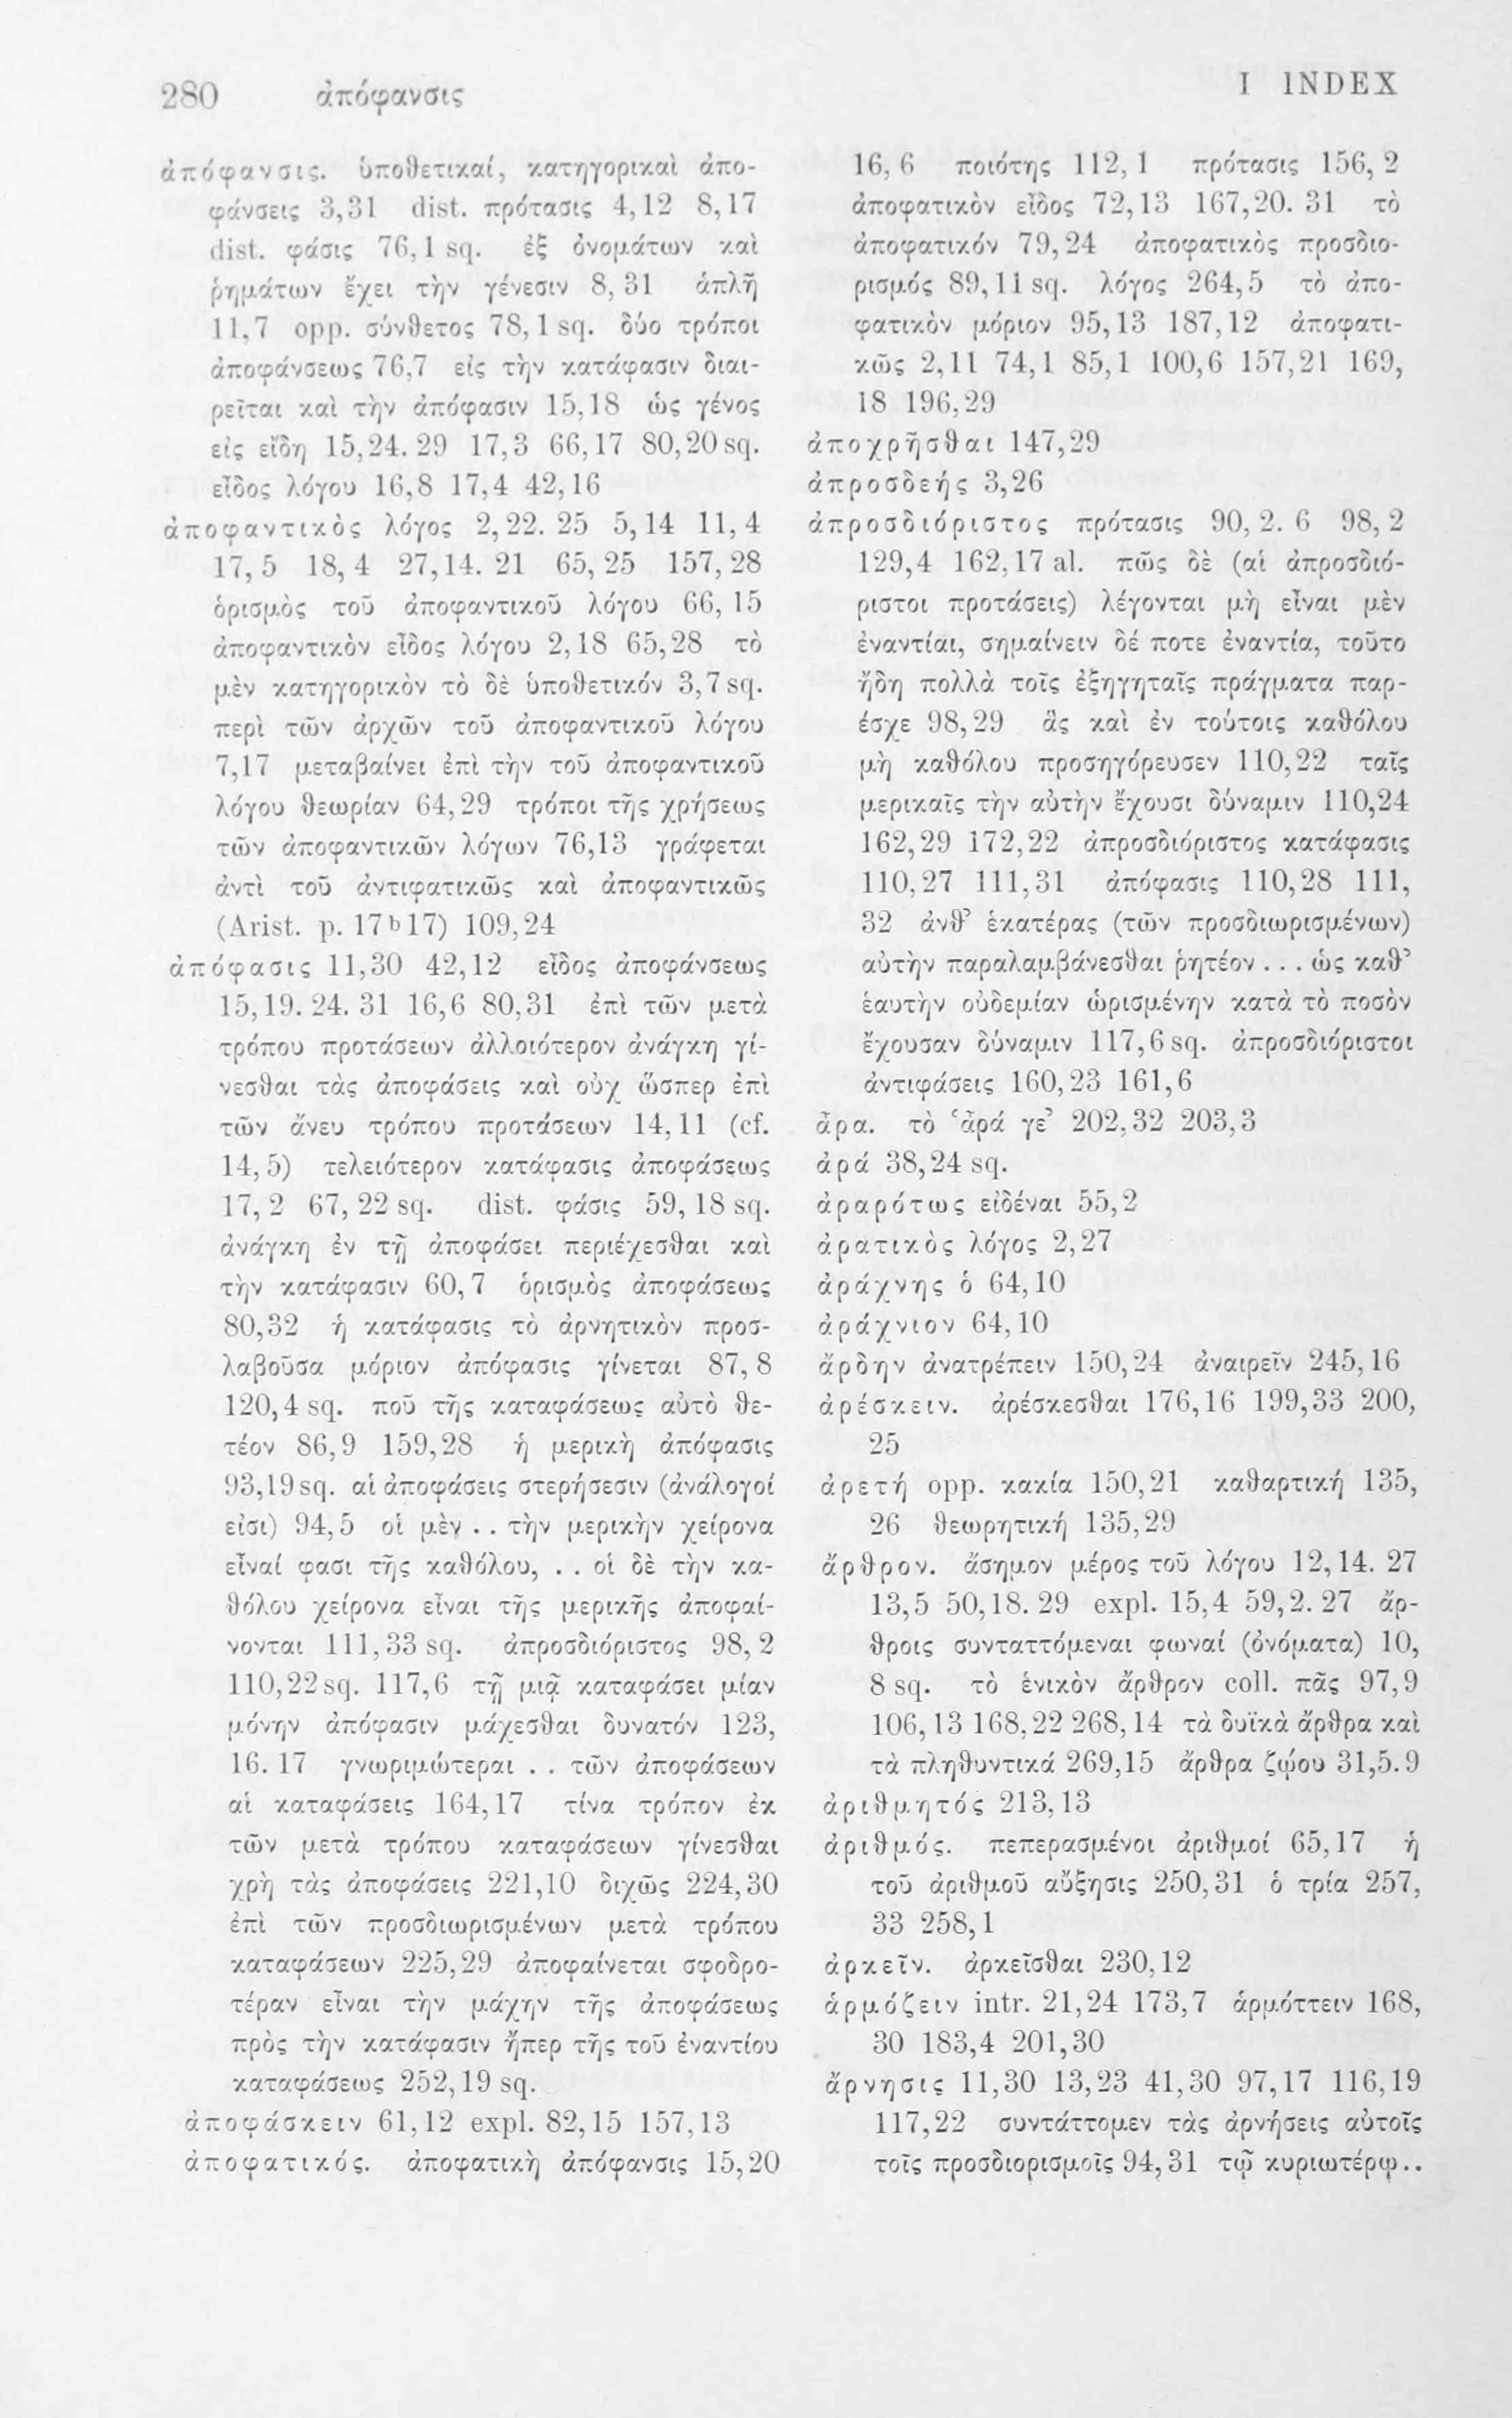 280 ἀπόφανσις I INDEX
ἀπόφανσις. ὑποθετικαί, κατηγορικαὶ ἀπο-
φάνσεις 3,31 dist. πρότασις 4,12 8,17
dist. φάσις 76,1 sq. ἐξ ὀνομάτων καὶ
ῥημάτων ἔχει τὴν γένεσιν 8,31 ἁπλῆ
11,7 opp. σύνθετος 78,1 sq. δύο τρόποι
ἀποφάνσεως 76,7 εἰς τὴν κατάφασιν διαι-
ρεῖται καὶ τὴν ἀπόφασιν 15,18 ὡς γένος
εἰς εἴδη 15,24. 29 17,3 66,17 80,20 sq.
εἶδος λόγου 16,8 17,4 42,16
ἀποφαντικὸς λόγος 2,22. 25 5,14 11,4
17,5 18,4 27,14. 21 65,25 157,28
ὁρισμὸς τοῦ ἀποφαντικοῦ λόγου 66,15
ἀποφαντικὸν εἶδος λόγου 2,18 65,28 τὸ
μὲν κατηγορικὸν τὸ δὲ ὑποθετικόν 3,7 sq.
περὶ τῶν ἀρχῶν τοῦ ἀποφαντικοῦ λόγου
7,17 μεταβαίνει ἐπὶ τὴν τοῦ ἀποφαντικοῦ
λόγου θεωρίαν 64,29 τρόποι τῆς χρήσεως
τῶν ἀποφαντικῶν λόγων 76,13 γράφεται
ἀντὶ τοῦ ἀντιφατικῶς καὶ ἀποφαντικῶς
(Arist. p. 17b17) 109,24
ἀπόφασις 11,30 42,12 εἶδος ἀποφάνσεως
15,19. 24. 31 16,6 80,31 ἐπὶ τῶν μετὰ
τρόπου προτάσεων ἀλλοιότερον ἀνάγκη γί-
νεσθαι τὰς ἀποφάσεις καὶ οὐχ ὥσπερ ἐπὶ
τῶν ἄνευ τρόπου προτάσεων 14,11 (cf.
14,5) τελειότερον κατάφασις ἀποφάσεως
17,2 67,22 sq. dist. φάσις 59,18 sq.
ἀνάγκη ἐν τῇ ἀποφάσει περιέχεσθαι καὶ
τὴν κατάφασιν 60,7 ὁρισμὸς ἀποφάσεως
80,32 ἡ κατάφασις τὸ ἀρνητικὸν προσ-
λαβοῦσα μόριον ἀπόφασις γίνεται 87,8
120,4 sq. ποῦ τῆς καταφάσεως αὐτὸ θε-
τέον 86,9 159,28 ἡ μερικὴ ἀπόφασις
93,19 sq. αἱ ἀποφάσεις στερήσεσιν (ἀνάλογοί
εἰσι) 94,5 οἱ μὲν .. τὴν μερικὴν χείρονα
εἶναί φασι τῆς καθόλου, .. οἱ δὲ τὴν κα-
θόλου χείρονα εἶναι τῆς μερικῆς ἀποφαί-
νονται 111,33 sq. ἀπροσδιόριστος 98,2
110,22 sq. 117,6 τῇ μιᾷ καταφάσει μίαν
μόνην ἀπόφασιν μάχεσθαι δυνατόν 123,
16. 17 γνωριμώτεραι .. τῶν ἀποφάσεων
αἱ καταφάσεις 164,17 τίνα τρόπον ἐκ
τῶν μετὰ τρόπου καταφάσεων γίνεσθαι
χρὴ τὰς ἀποφάσεις 221,10 διχῶς 224,30
ἐπὶ τῶν προσδιωρισμένων μετὰ τρόπου
καταφάσεων 225,29 ἀποφαίνεται σφοδρο-
τέραν εἶναι τὴν μάχην τῆς ἀποφάσεως
πρὸς τὴν κατάφασιν ἤπερ τῆς τοῦ ἐναντίου
καταφάσεως 252,19 sq.
ἀποφάσκειν 61,12 expl. 82,15 157,13
ἀποφατικός. ἀποφατικὴ ἀπόφανσις 15,20
16,6 ποιότης 112,1 πρότασις 156,2
ἀποφατικὸν εἶδος 72,13 167,20. 31 τὸ
ἀποφατικόν 79,24 ἀποφατικὸς προσδιο-
ρισμός 89,11 sq. λόγος 264,5 τὸ ἀπο-
φατικὸν μόριον 95,13 187,12 ἀποφατι-
κῶς 2,11 74,1 85,1 100,6 157,21 169,
18 196,29
ἀποχρῆσθαι 147,29
ἀπροσδεής 3,26
ἀπροσδιόριστος πρότασις 90,2. 6 98,2
129,4 162,17 al. πῶς δὲ (αἱ ἀπροσδιό-
ριστοι προτάσεις) λέγονται μὴ εἶναι μὲν
ἐναντίαι, σημαίνειν δέ ποτε ἐναντία, τοῦτο
ἤδη πολλὰ τοῖς ἐξηγηταῖς πράγματα παρ-
έσχε 98,29 ἃς καὶ ἐν τούτοις καθόλου
μὴ καθόλου προσηγόρευσεν 110,22 ταῖς
μερικαῖς τὴν αὐτὴν ἔχουσι δύναμιν 110,24
162,29 172,22 ἀπροσδιόριστος κατάφασις
110,27 111,31 ἀπόφασις 110,28 111,
32 ἀνθ’ ἑκατέρας (τῶν προσδιωρισμένων)
αὐτὴν παραλαμβάνεσθαι ῥητέον ... ὡς καθ’
ἑαυτὴν οὐδεμίαν ὡρισμένην κατὰ τὸ ποσὸν
ἔχουσαν δύναμιν 117,6 sq. ἀπροσδιόριστοι
ἀντιφάσεις 160,23 161,6
ἆρα. τὸ ‘ἆρά γε’ 202,32 203,3
ἀρά 38,24 sq.
ἀραρότως εἰδέναι 55,2
ἀρατικὸς λόγος 2,27
ἀράχνης ὁ 64,10
ἀράχνιον 64,10
ἄρδην ἀνατρέπειν 150,24 ἀναιρεῖν 245,16
ἀρέσκειν. ἀρέσκεσθαι 176,16 199,33 200,
25
ἀρετή opp. κακία 150,21 καθαρτική 135,
26 θεωρητική 135,29
ἄρθρον. ἄσημον μέρος τοῦ λόγου 12,14. 27
13,5 50,18. 29 expl. 15,4 59,2. 27 ἄρ-
θροις συνταττόμεναι φωναί (ὀνόματα) 10,
8 sq. τὸ ἑνικὸν ἄρθρον coll. πᾶς 97,9
106,13 168,22 268,14 τὰ δυϊκὰ ἄρθρα καὶ
τὰ πληθυντικά 269,15 ἄρθρα ζῴου 31,5. 9
ἀριθμητός 213,13
ἀριθμός. πεπερασμένοι ἀριθμοί 65,17 ἡ
τοῦ ἀριθμοῦ αὔξησις 250,31 ὁ τρία 257,
33 258,1
ἀρκεῖν. ἀρκεῖσθαι 230,12
ἁρμόζειν intr. 21,24 173,7 ἁρμόττειν 168,
30 183,4 201,30
ἄρνησις 11,30 13,23 41,30 97,17 116,19
117,22 συντάττομεν τὰς ἀρνήσεις αὐτοῖς
τοῖς προσδιορισμοῖς 94,31 τῷ κυριωτέρῳ ..